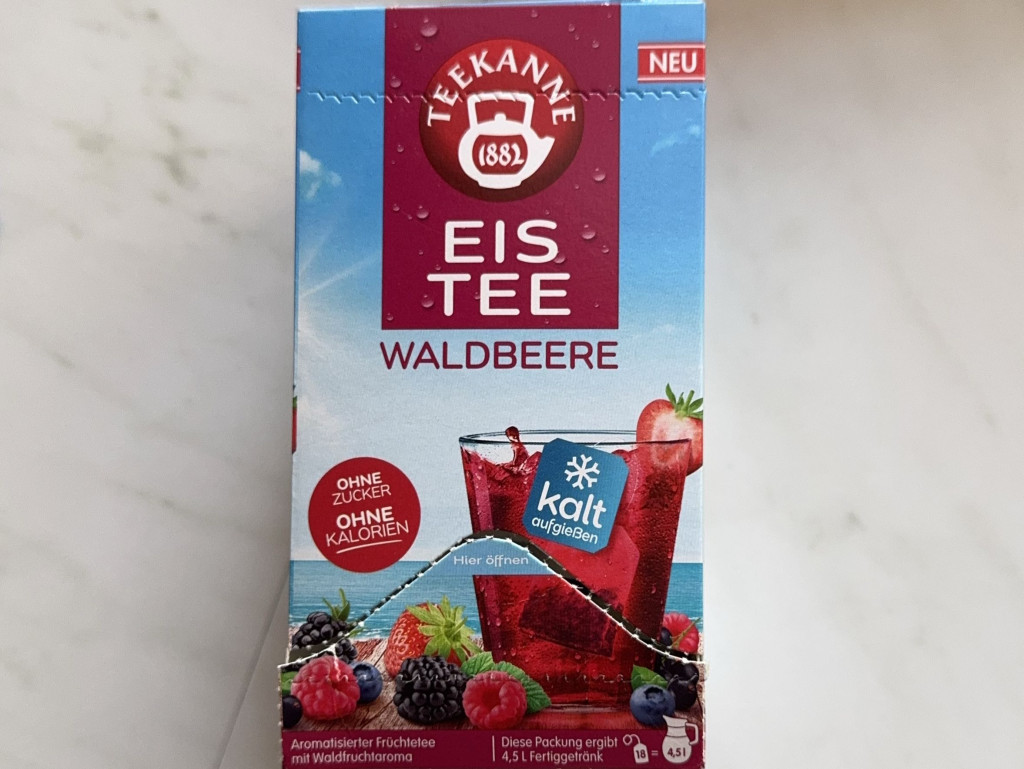 NEU
TEEKANNE
1882
EIS
TEE
WALDBEERE
OHNE
ZUCKER
OHNE
KALORIEN
kalt
aufgießen
Hier öffnen
Aromatisierter Früchtetee
mit Waldfruchtaroma
Diese Packung ergibt
4,5 L Fertiggetränk
18 = 4,5 l